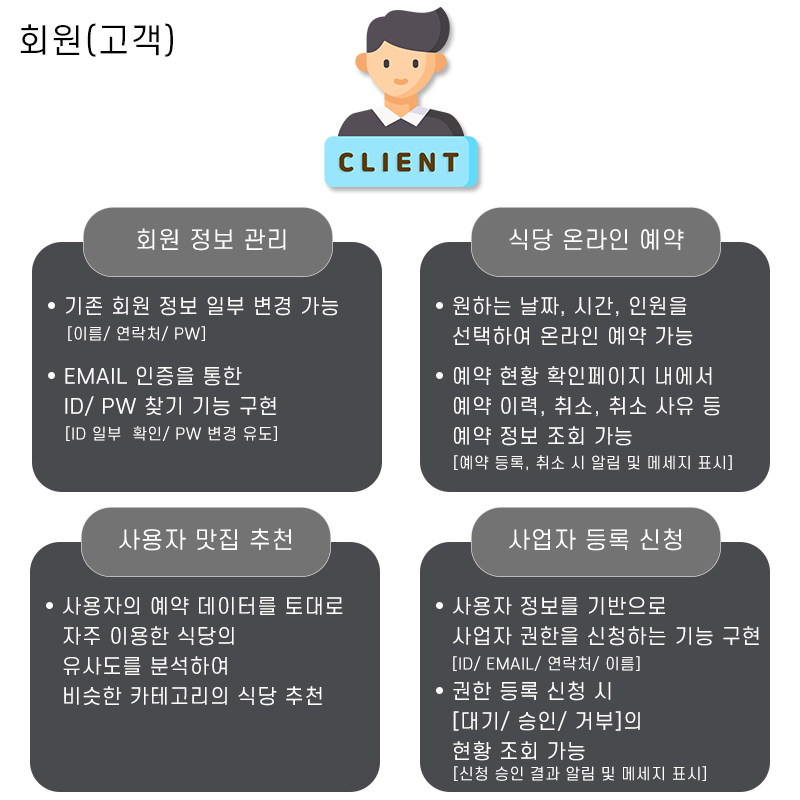 회원(고객)
CLIENT
회원 정보 관리
• 기존 회원 정보 일부 변경 가능
[이름/ 연락처/ PW]
• EMAIL 인증을 통한
ID/ PW 찾기 기능 구현
[ID 일부 확인/ PW 변경 유도]
식당 온라인 예약
• 원하는 날짜, 시간, 인원을
선택하여 온라인 예약 가능
• 예약 현황 확인페이지 내에서
예약 이력, 취소, 취소 사유 등
예약 정보 조회 가능
[예약 등록, 취소 시 알림 및 메세지 표시]
사용자 맛집 추천
• 사용자의 예약 데이터를 토대로
자주 이용한 식당의
유사도를 분석하여
비슷한 카테고리의 식당 추천
사업자 등록 신청
• 사용자 정보를 기반으로
사업자 권한을 신청하는 기능 구현
[ID/ EMAIL/ 연락처/ 이름]
• 권한 등록 신청 시
[대기/ 승인/ 거부]의
현황 조회 가능
[신청 승인 결과 알림 및 메세지 표시]